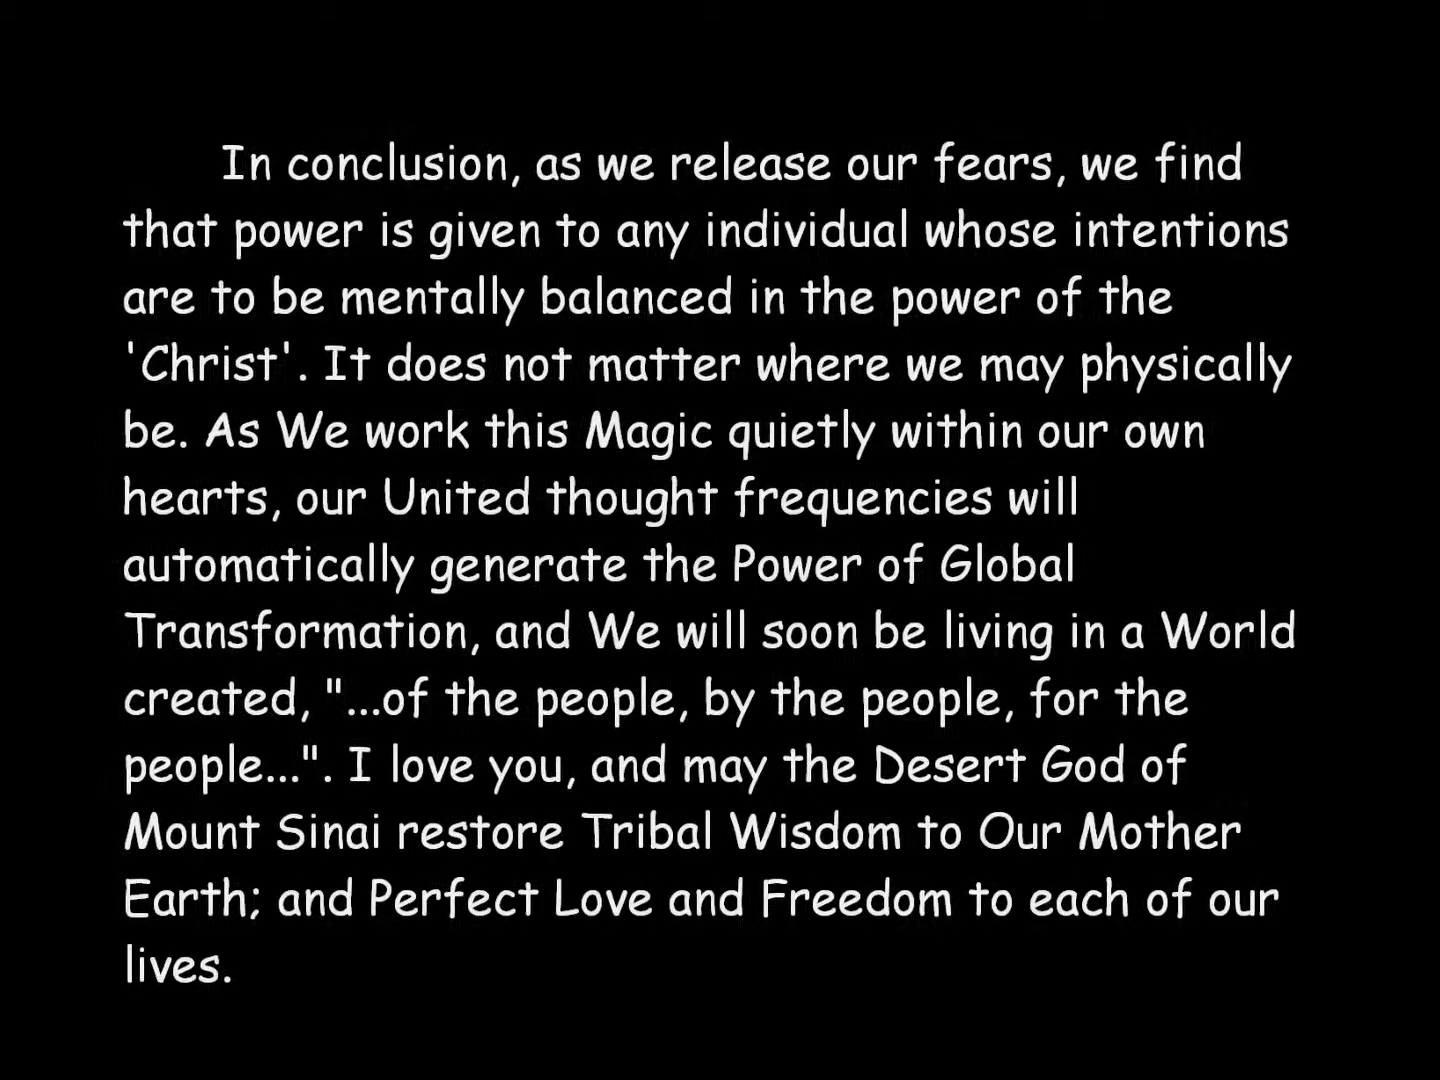 In conclusion, as we release our fears, we find
that power is given to any individual whose intentions
are to be mentally balanced in the power of the
'Christ'. It does not matter where we may physically
be. As We work this Magic quietly within our own
hearts, our United thought frequencies will
automatically generate the Power of Global
Transformation, and We will soon be living in a World
created, "...of the people, by the people, for the
people...". I love you, and may the Desert God of
Mount Sinai restore Tribal Wisdom to Our Mother
Earth; and Perfect Love and Freedom to each of our
lives.